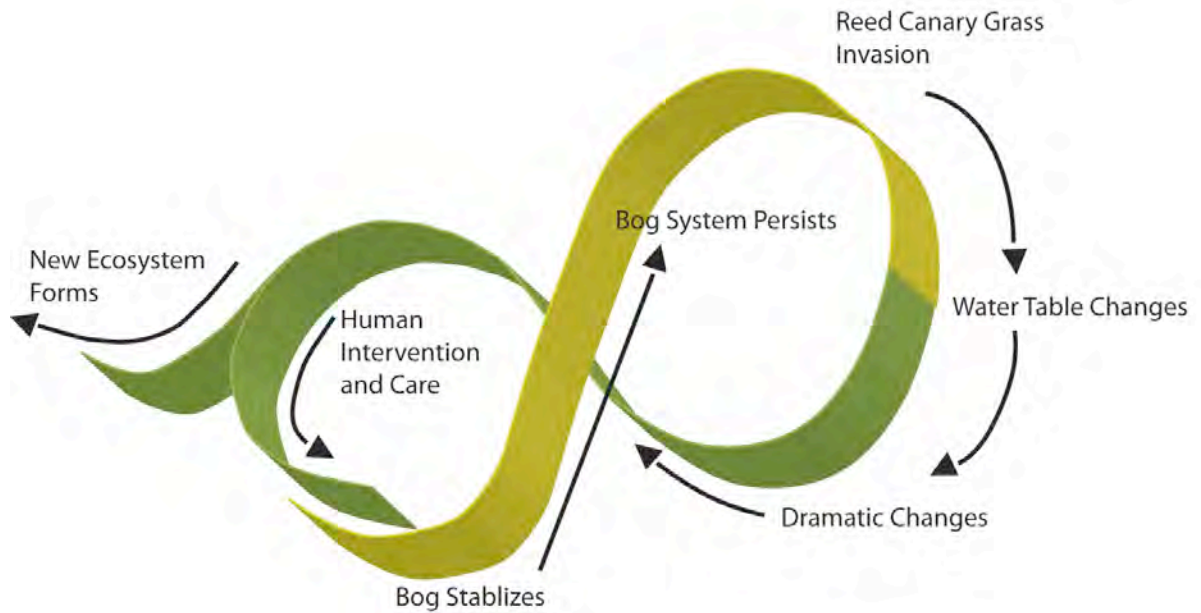 Reed Canary Grass
Invasion
Bog System Persists
New Ecosystem
Forms
Water Table Changes
Human
Intervention
and Care
Dramatic Changes
Bog Stablizes